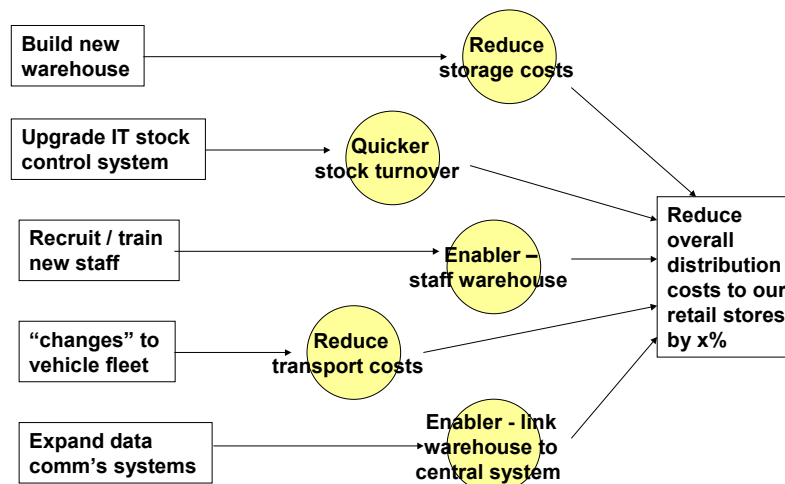 Build new
warehouse
Reduce
storage costs
Upgrade IT stock
control system
Quicker
stock turnover
Recruit / train
new staff
Enabler –
staff warehouse
Reduce
overall
distribution
costs to our
retail stores
by x%
“changes” to
vehicle fleet
Reduce
transport costs
Expand data
comm’s systems
Enabler - link
warehouse to
central system